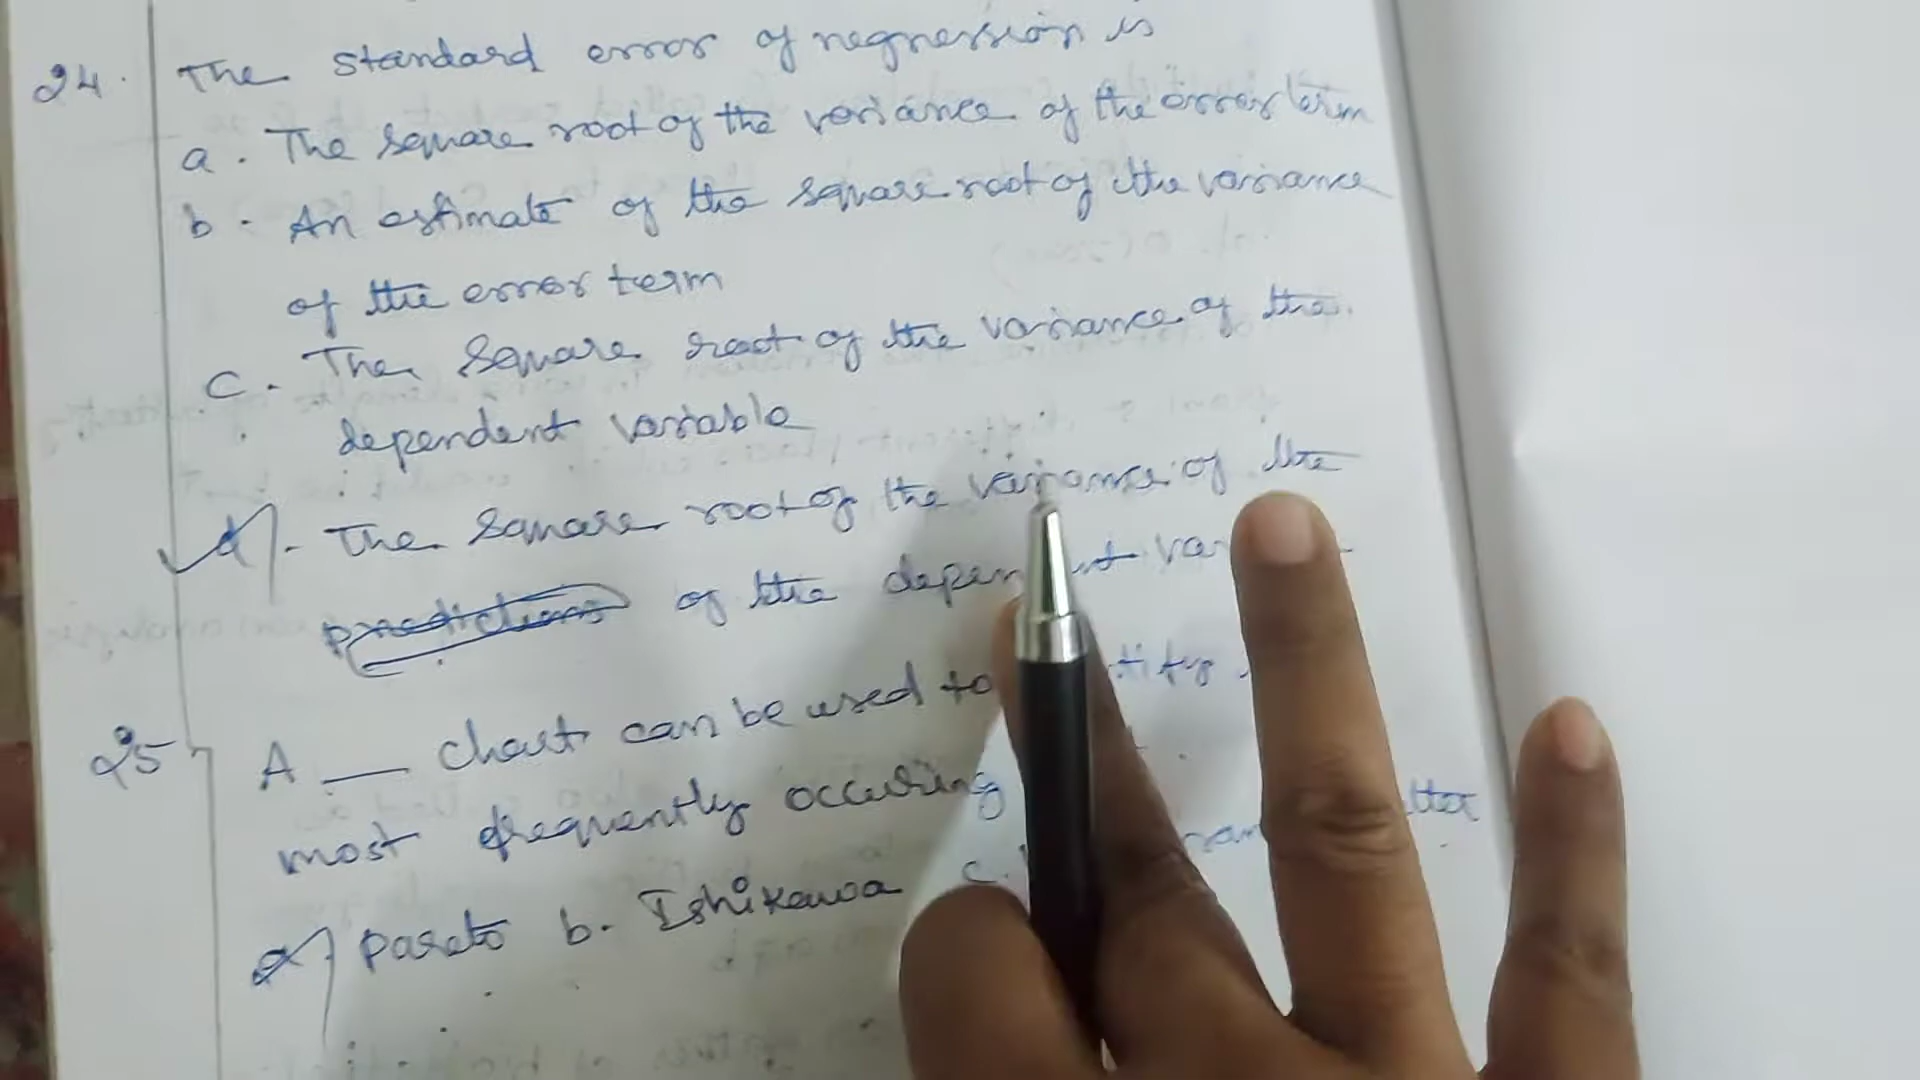 24. The standard error of regression is
a. The square root of the variance of the error term
b. An estimate of the square root of the variance
of the error term
c. The square root of the variance of the
dependent variable
d. The square root of the variance of the
predictions of the dependent
25 A __ chart can be used to
most frequently occuring
a) pareto b. Ishikawa c.